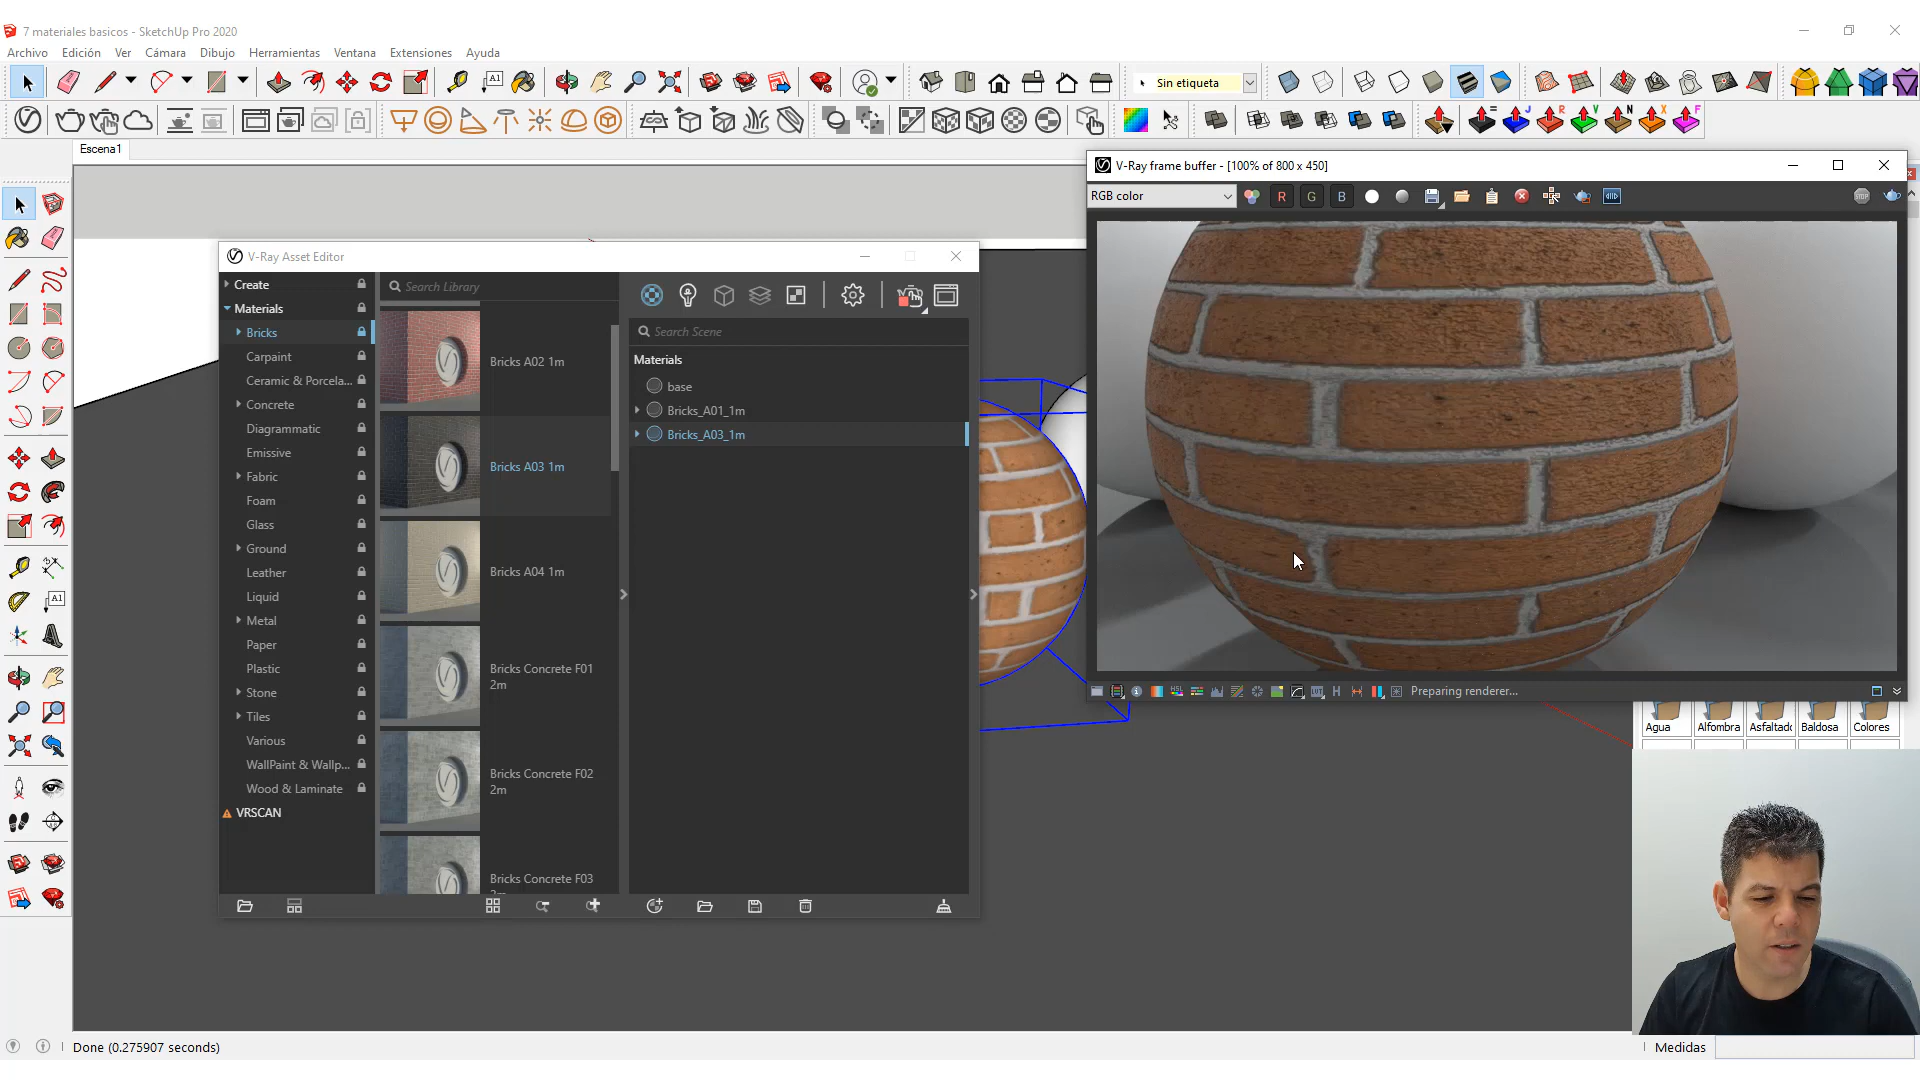 7 materiales basicos - SketchUp Pro 2020
Archivo Edición Ver Cámara Dibujo Herramientas Ventana Extensiones Ayuda
Sin etiqueta
Escena1
V-Ray frame buffer - [100% of 800 x 450]
RGB color
R G B
V-Ray Asset Editor
Create
Materials
Bricks
Carpaint
Ceramic & Porcela...
Concrete
Diagrammatic
Emissive
Fabric
Foam
Glass
Ground
Leather
Liquid
Metal
Paper
Plastic
Stone
Tiles
Various
WallPaint & Wallp...
Wood & Laminate
VRSCAN
Search Library
Bricks A02 1m
Bricks A03 1m
Bricks A04 1m
Bricks Concrete F01
2m
Bricks Concrete F02
2m
Bricks Concrete F03
Search Scene
Materials
base
Bricks_A01_1m
Bricks_A03_1m
Preparing renderer...
Agua Alfombra Asfaltado Baldosa Colores
Done (0.275907 seconds)
Medidas